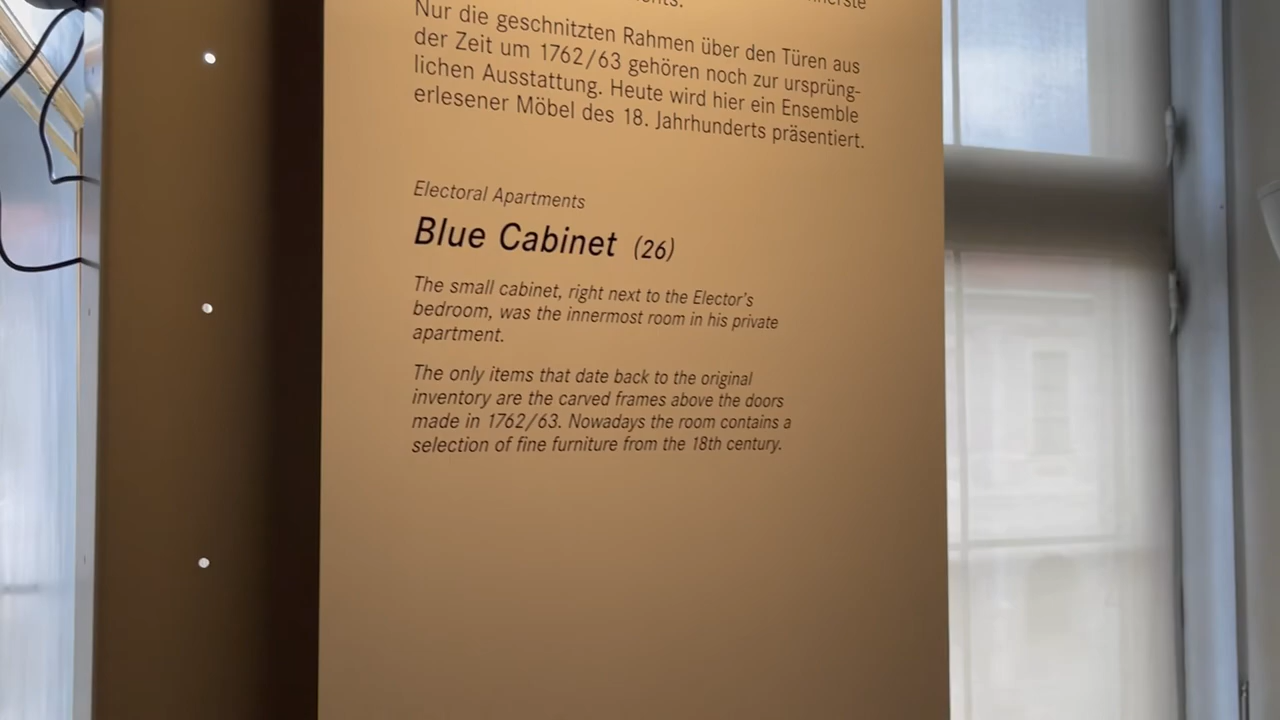 Nur die geschnitzten Rahmen über den Türen aus
der Zeit um 1762/63 gehören noch zur ursprüng-
lichen Ausstattung. Heute wird hier ein Ensemble
erlesener Möbel des 18. Jahrhunderts präsentiert.
Electoral Apartments
Blue Cabinet (26)
The small cabinet, right next to the Elector's
bedroom, was the innermost room in his private
apartment.
The only items that date back to the original
inventory are the carved frames above the doors
made in 1762/63. Nowadays the room contains a
selection of fine furniture from the 18th century.